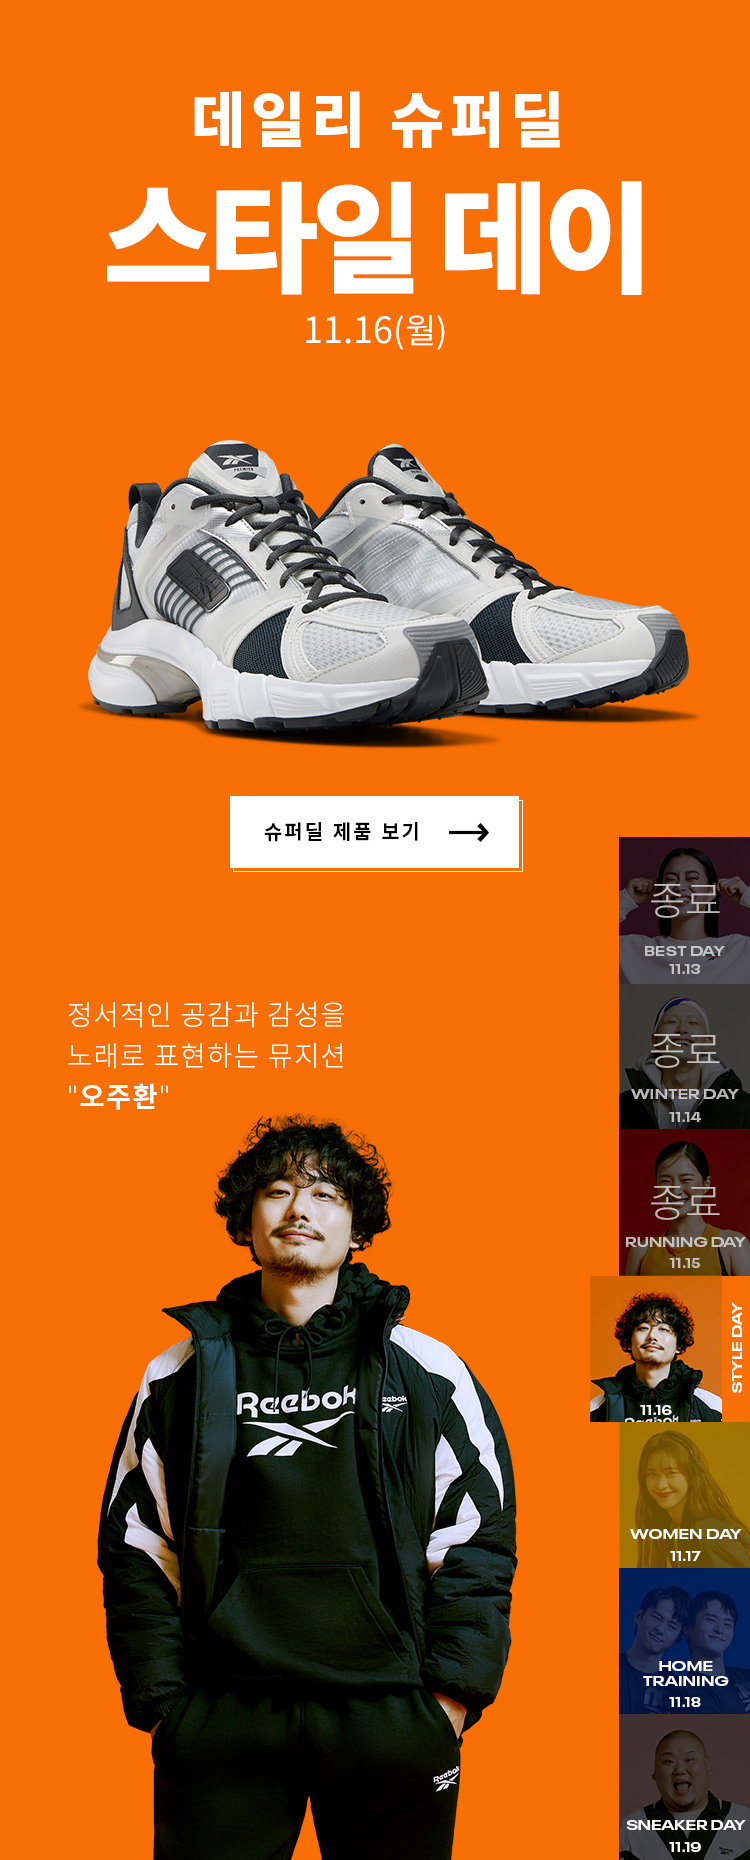 데일리 슈퍼딜
스타일 데이
11.16(월)
PREMIER
슈퍼딜 제품 보기
종료
BEST DAY
11.13
정서적인 공감과 감성을
노래로 표현하는 뮤지션
"오주환"
종료
WINTER DAY
11.14
종료
RUNNING DAY
11.15
STYLE DAY
11.16
Reebok
Reebok
Reebok
WOMEN DAY
11.17
HOME
TRAINING
11.18
Reebok
SNEAKER DAY
11.19